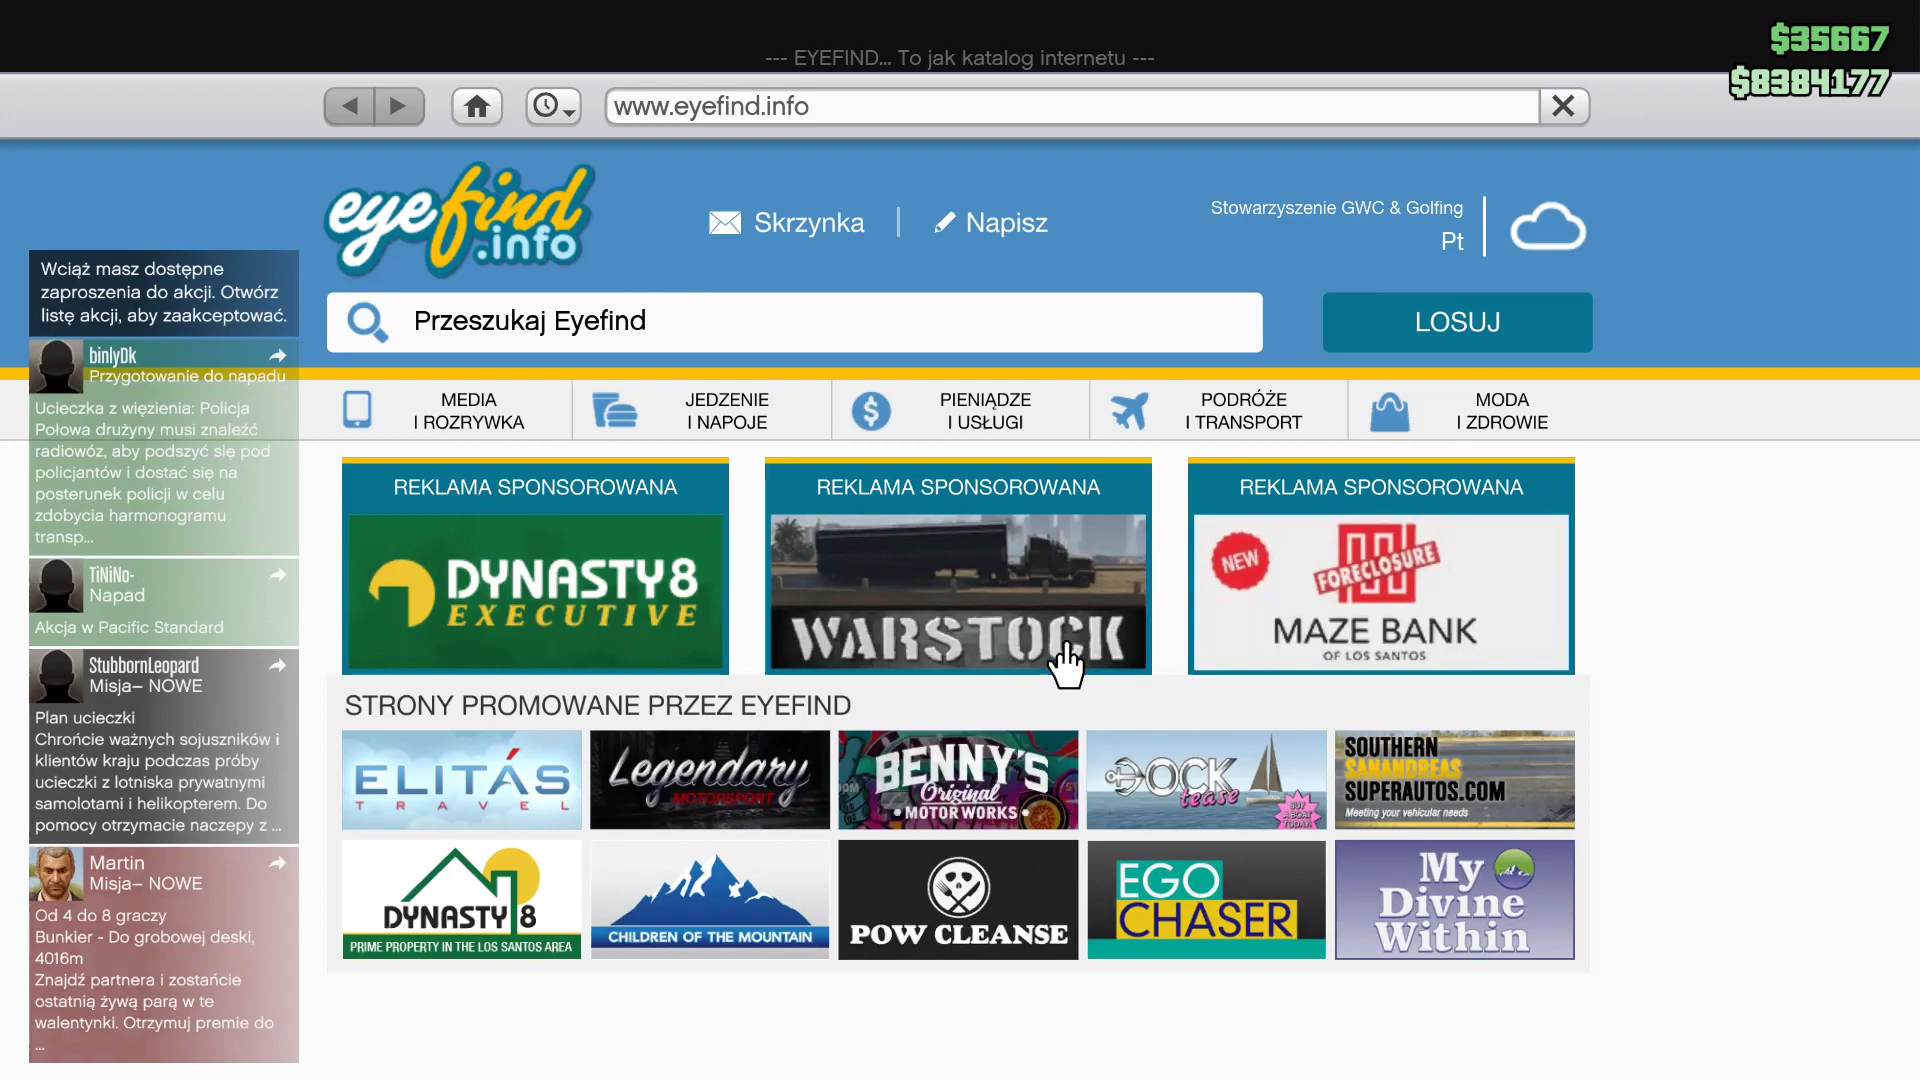 --- EYEFIND... To jak katalog internetu ---
$35667
$8384177
www.eyefind.info
eyefind
.info
Skrzynka
Napisz
Stowarzyszenie GWC & Golfing
Pt
Przeszukaj Eyefind
LOSUJ
MEDIA
I ROZRYWKA
JEDZENIE
I NAPOJE
PIENIĄDZE
I USŁUGI
PODRÓŻE
I TRANSPORT
MODA
I ZDROWIE
Wciąż masz dostępne
zaproszenia do akcji. Otwórz
listę akcji, aby zaakceptować.
binlyDk
Przygotowanie do napadu
Ucieczka z więzienia: Policja
Połowa drużyny musi znaleźć
radiowóz, aby podszyć się pod
policjantów i dostać się na
posterunek policji w celu
zdobycia harmonogramu
transp...
TiNiNo-
Napad
Akcja w Pacific Standard
StubbornLeopard
Misja– NOWE
Plan ucieczki
Chrońcie ważnych sojuszników i
klientów kraju podczas próby
ucieczki z lotniska prywatnymi
samolotami i helikopterem. Do
pomocy otrzymacie naczepy z ...
Martin
Misja– NOWE
Od 4 do 8 graczy
Bunkier - Do grobowej deski,
4016m
Znajdź partnera i zostańcie
ostatnią żywą parą w te
walentynki. Otrzymuj premie do
...
REKLAMA SPONSOROWANA
DYNASTY 8
EXECUTIVE
REKLAMA SPONSOROWANA
WARSTOCK
REKLAMA SPONSOROWANA
NEW
FORECLOSURE
MAZE BANK
OF LOS SANTOS
STRONY PROMOWANE PRZEZ EYEFIND
ELITÁS
TRAVEL
Legendary
MOTORSPORT
BENNY'S
Original
• MOTOR WORKS •
DOCK
tease
BUY
A BOAT
TODAY!
SOUTHERN
SANANDREAS
SUPERAUTOS.COM
Meeting your vehicular needs
DYNASTY 8
PRIME PROPERTY IN THE LOS SANTOS AREA
CHILDREN OF THE MOUNTAIN
POW CLEANSE
EGO
CHASER
My
Divine
Within